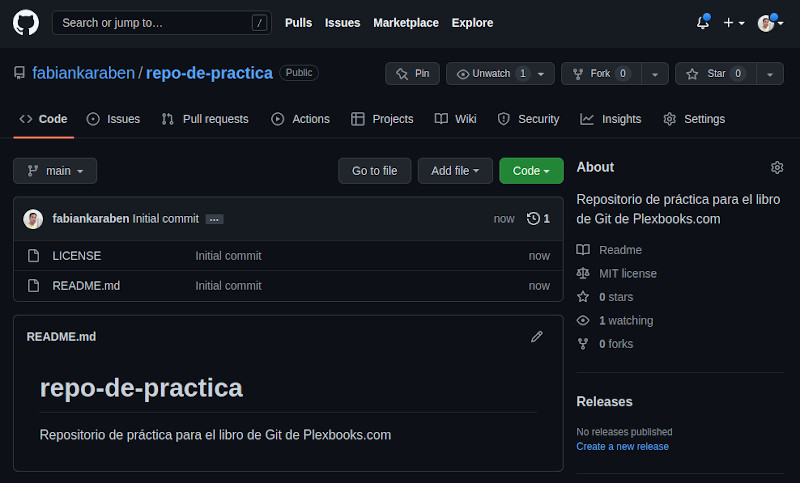 Search or jump to… /
Pulls Issues Marketplace Explore
fabiankaraben / repo-de-practica Public
Pin Unwatch 1 Fork 0 Star 0
Code Issues Pull requests Actions Projects Wiki Security Insights Settings
main Go to file Add file Code
fabiankaraben Initial commit ... now 1
LICENSE Initial commit now
README.md Initial commit now
README.md
repo-de-practica
Repositorio de práctica para el libro de Git de Plexbooks.com
About
Repositorio de práctica para el libro
de Git de Plexbooks.com
Readme
MIT license
0 stars
1 watching
0 forks
Releases
No releases published
Create a new release